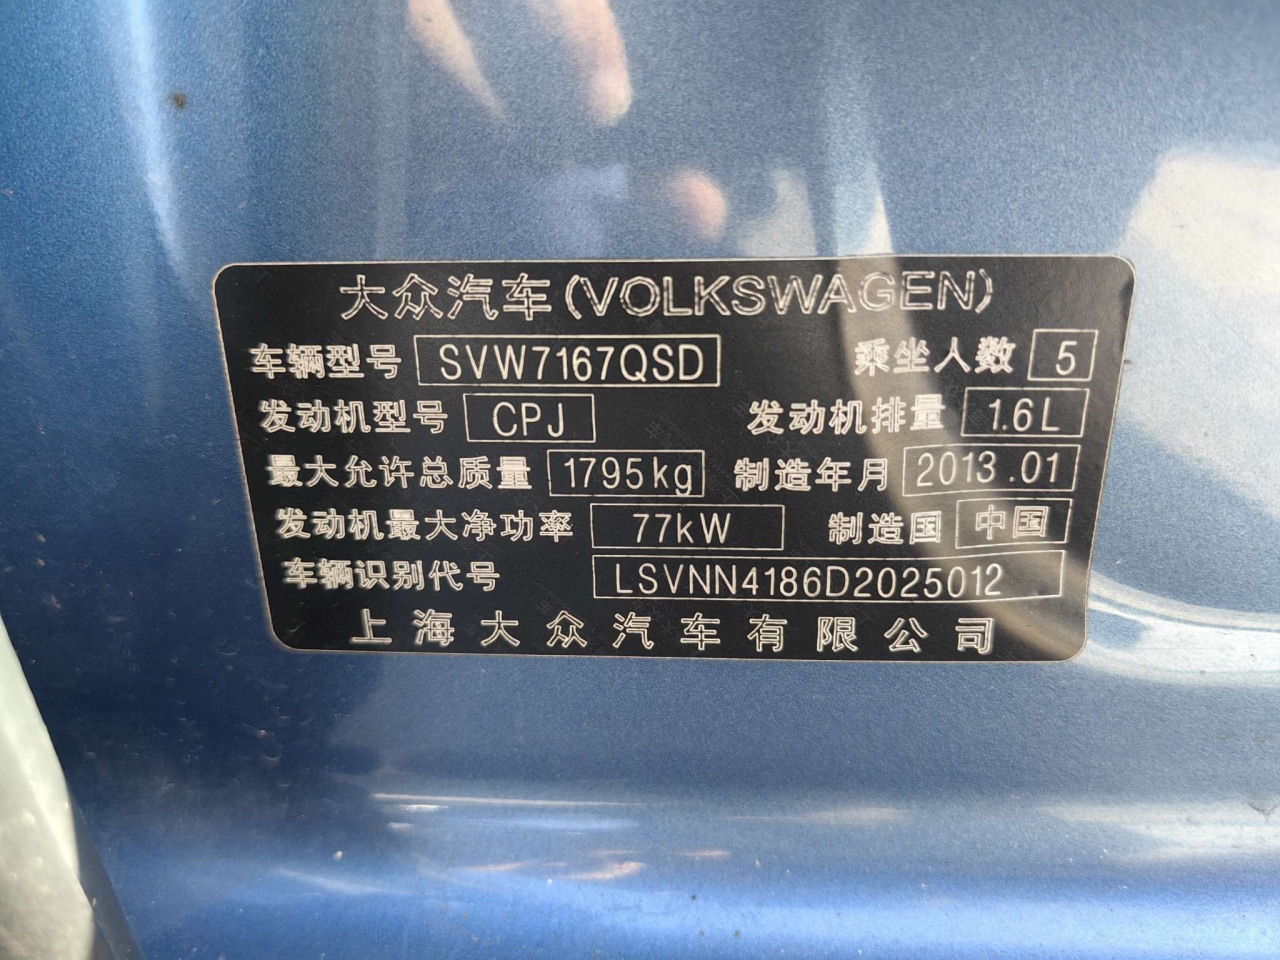 大众汽车(VOLKSWAGEN)
车辆型号 SVW7167QSD 乘坐人数 5
发动机型号 CPJ 发动机排量 1.6L
最大允许总质量 1795kg 制造年月 2013.01
发动机最大净功率 77kW 制造国 中国
车辆识别代号 LSVNN4186D2025012
上海大众汽车有限公司